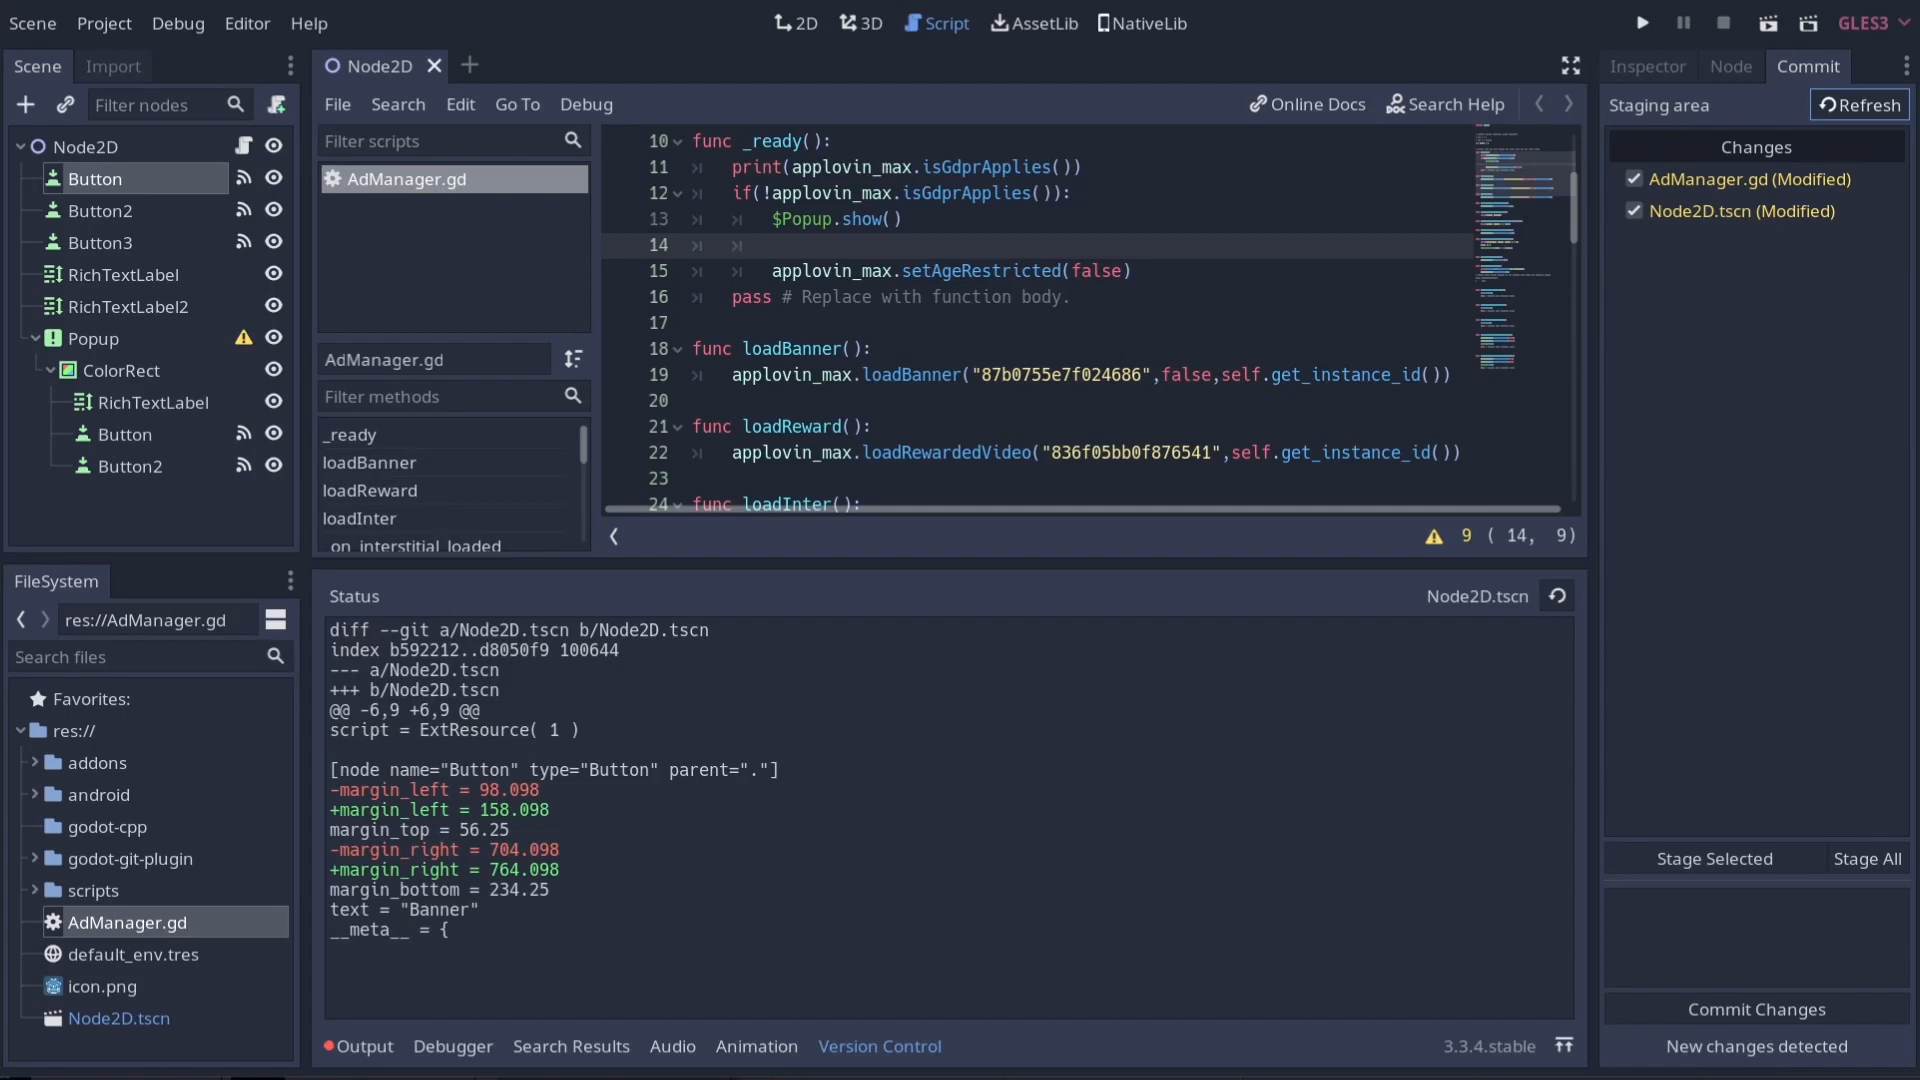 Scene Project Debug Editor Help
2D 3D Script AssetLib NativeLib
GLES3
Scene Import
Filter nodes
Node2D
Button
Button2
Button3
RichTextLabel
RichTextLabel2
Popup
ColorRect
RichTextLabel
Button
Button2
FileSystem
res://AdManager.gd
Search files
Favorites:
res://
addons
android
godot-cpp
godot-git-plugin
scripts
AdManager.gd
default_env.tres
icon.png
Node2D.tscn
Node2D
File Search Edit Go To Debug
Online Docs Search Help
Filter scripts
AdManager.gd
AdManager.gd
Filter methods
_ready
loadBanner
loadReward
loadInter
_on_interstitial_loaded
10 func _ready():
11 print(applovin_max.isGdprApplies())
12 if(!applovin_max.isGdprApplies()):
13 $Popup.show()
14
15 applovin_max.setAgeRestricted(false)
16 pass # Replace with function body.
17
18 func loadBanner():
19 applovin_max.loadBanner("87b0755e7f024686",false,self.get_instance_id())
20
21 func loadReward():
22 applovin_max.loadRewardedVideo("836f05bb0f876541",self.get_instance_id())
23
24 func loadInter():
9 ( 14, 9)
Status
Node2D.tscn
diff --git a/Node2D.tscn b/Node2D.tscn
index b592212..d8050f9 100644
--- a/Node2D.tscn
+++ b/Node2D.tscn
@@ -6,9 +6,9 @@
script = ExtResource( 1 )
[node name="Button" type="Button" parent="."]
-margin_left = 98.098
+margin_left = 158.098
margin_top = 56.25
-margin_right = 704.098
+margin_right = 764.098
margin_bottom = 234.25
text = "Banner"
__meta__ = {
Output Debugger Search Results Audio Animation Version Control
3.3.4.stable
Inspector Node Commit
Staging area
Refresh
Changes
AdManager.gd (Modified)
Node2D.tscn (Modified)
Stage Selected Stage All
Commit Changes
New changes detected